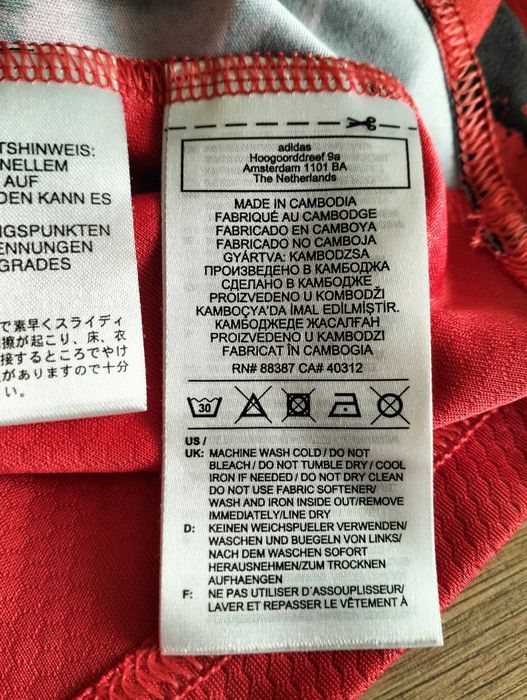 TSHINWEIS:
NELLEM
AUF
DEN KANN ES
NGSPUNKTEN
ENNUNGEN
GRADES
で素早くスライディ
擦が起こり、床、衣
接するところでやけ
がありますので十分
い。
adidas
Hoogoorddreef 9a
Amsterdam 1101 BA
The Netherlands
MADE IN CAMBODIA
FABRIQUÉ AU CAMBODGE
FABRICADO EN CAMBOYA
FABRICADO NO CAMBOJA
GYÁRTVA: KAMBODZSA
ПРОИЗВЕДЕНО В КАМБОДЖА
СДЕЛАНО В КАМБОДЖЕ
PROIZVEDENO U KOMBODŽI
KAMBOÇYA'DA İMAL EDİLMİŞTİR.
КАМБОДЖЕДЕ ЖАСАЛҒАН
PROIZVEDENO U KAMBODŽI
FABRICAT ÎN CAMBOGIA
RN# 88387 CA# 40312
30
US /
UK: MACHINE WASH COLD / DO NOT
BLEACH / DO NOT TUMBLE DRY / COOL
IRON IF NEEDED / DO NOT DRY CLEAN
DO NOT USE FABRIC SOFTENER/
WASH AND IRON INSIDE OUT/REMOVE
IMMEDIATELY/LINE DRY
D: KEINEN WEICHSPUELER VERWENDEN/
WASCHEN UND BUEGELN VON LINKS/
NACH DEM WASCHEN SOFORT
HERAUSNEHMEN/ZUM TROCKNEN
AUFHAENGEN
F: NE PAS UTILISER D'ASSOUPLISSEUR/
LAVER ET REPASSER LE VÊTEMENT À